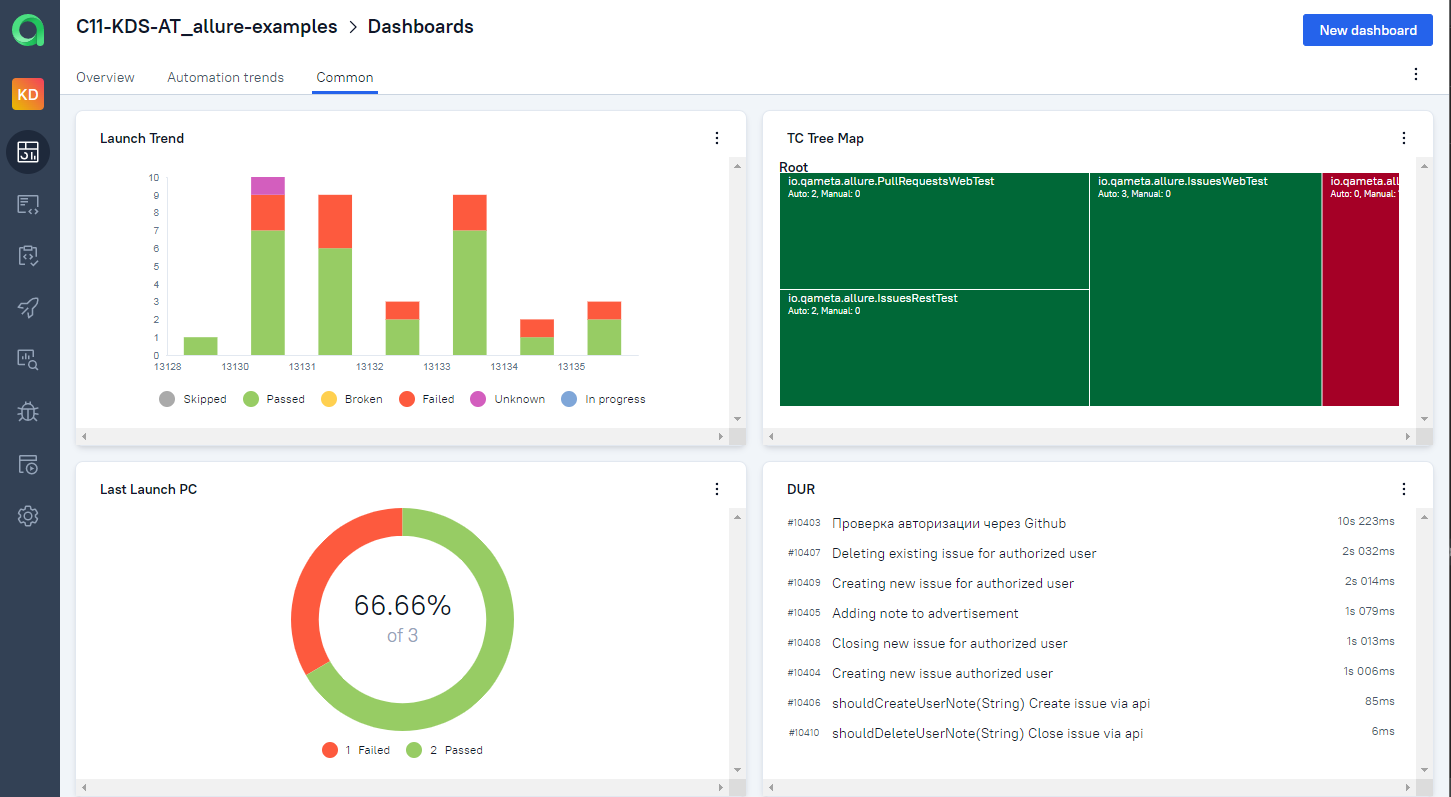 C11-KDS-AT_allure-examples > Dashboards
New dashboard
KD
Overview Automation trends Common
Launch Trend
10
9
8
7
6
5
4
3
2
1
0
13128 13130 13131 13132 13133 13134 13135
Skipped Passed Broken Failed Unknown In progress
TC Tree Map
Root
io.qameta.allure.PullRequestsWebTest
Auto: 2, Manual: 0
io.qameta.allure.IssuesRestTest
Auto: 2, Manual: 0
io.qameta.allure.IssuesWebTest
Auto: 3, Manual: 0
io.qameta.all
Auto: 0, Manual:
Last Launch PC
66.66%
of 3
1 Failed 2 Passed
DUR
#10403 Проверка авторизации через Github 10s 223ms
#10407 Deleting existing issue for authorized user 2s 032ms
#10409 Creating new issue for authorized user 2s 014ms
#10405 Adding note to advertisement 1s 079ms
#10408 Closing new issue for authorized user 1s 013ms
#10404 Creating new issue authorized user 1s 006ms
#10406 shouldCreateUserNote(String) Create issue via api 85ms
#10410 shouldDeleteUserNote(String) Close issue via api 6ms